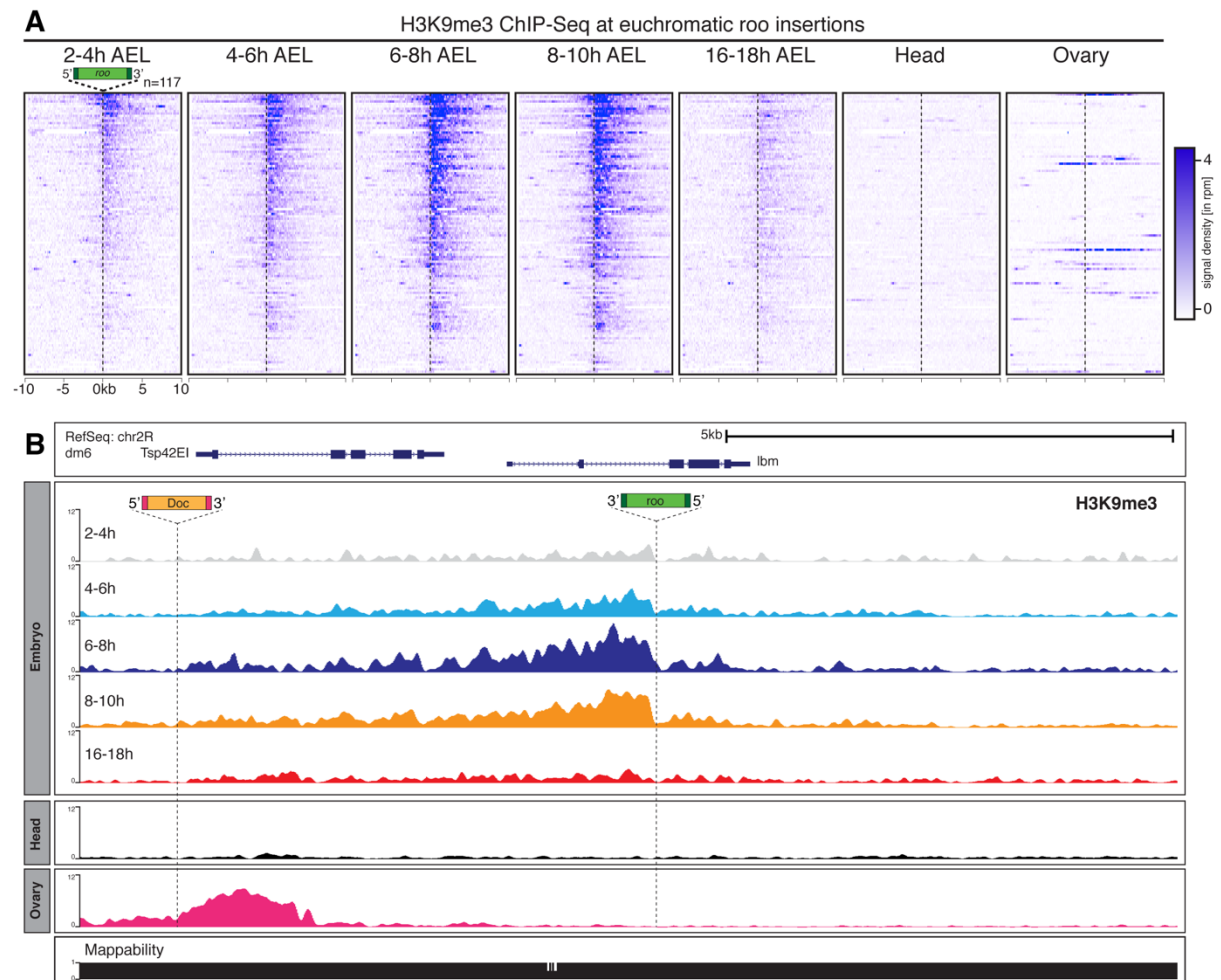 A
H3K9me3 ChIP-Seq at euchromatic roo insertions
2-4h AEL 4-6h AEL 6-8h AEL 8-10h AEL 16-18h AEL Head Ovary
5' roo 3'
n=117
4
signal density [in rpm]
0
-10 -5 0kb 5 10
B
RefSeq: chr2R
dm6
Tsp42EI
lbm
5kb
5' Doc 3'
3' roo 5'
H3K9me3
Embryo
12
2-4h
0
12
4-6h
0
12
6-8h
0
12
8-10h
0
12
16-18h
0
Head
12
0
Ovary
12
0
Mappability
1
0